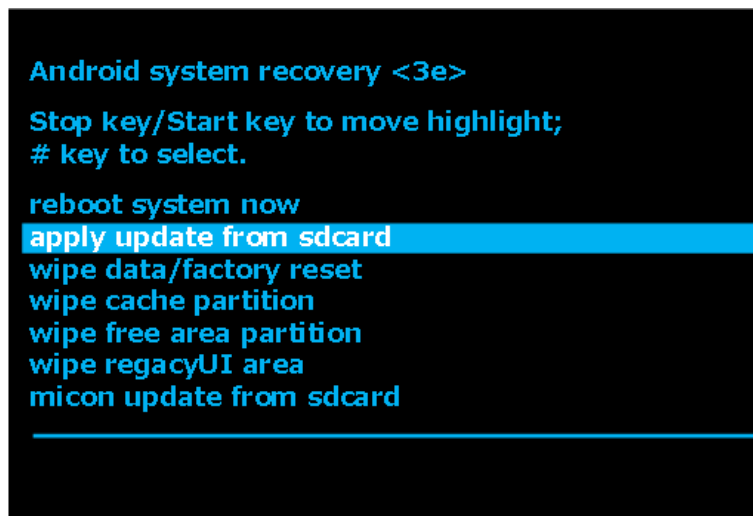 Android system recovery <3e>
Stop key/Start key to move highlight;
# key to select.
reboot system now
apply update from sdcard
wipe data/factory reset
wipe cache partition
wipe free area partition
wipe regacyUI area
micon update from sdcard